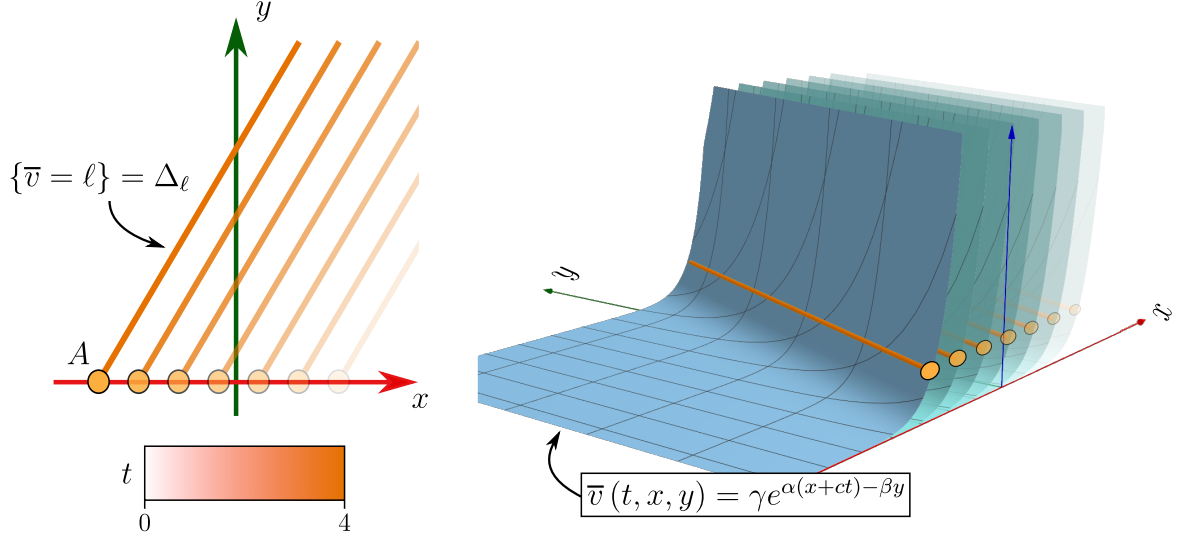 y
{v̅ = ℓ} = Δ_ℓ
A
x
t
0 4
y
x
v̅ (t, x, y) = γe^{α(x+ct)−βy}